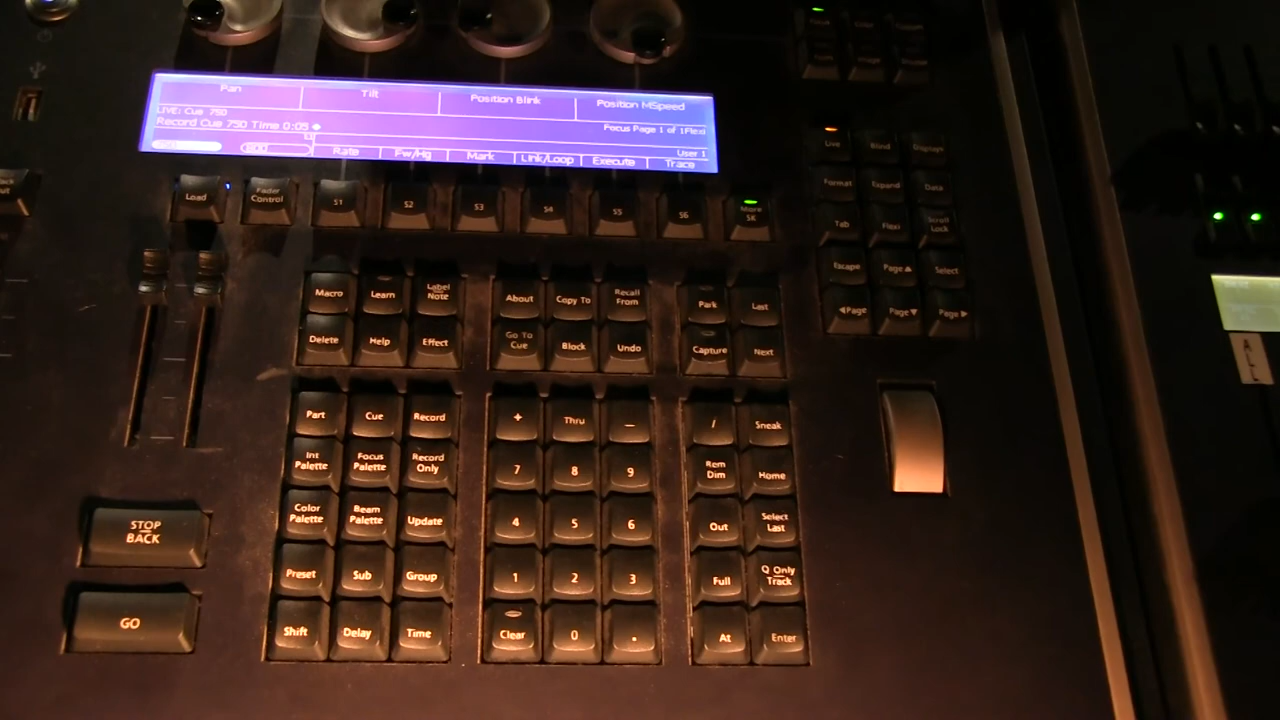 Pan Tilt Position Blink Position MSpeed
LIVE: Cue 750
Record Cue 750 Time 0:05
Focus Page 1 of 1Flexi
User 1
Rate Fw/Hg Mark Link/Loop Execute Trace
Load Fader Control S1 S2 S3 S4 S5 S6 More SK
Live Blind Displays
Format Expand Data
Tab Flexi Scroll Lock
Escape Page▲ Select
◀Page Page▼ Page▶
Macro Learn Label Note About Copy To Recall From Park Last
Delete Help Effect Go To Cue Block Undo Capture Next
Part Cue Record + Thru — / Sneak
Int Palette Focus Palette Record Only 7 8 9 Rem Dim Home
Color Palette Beam Palette Update 4 5 6 Out Select Last
Preset Sub Group 1 2 3 Full Q Only Track
Shift Delay Time Clear 0 . At Enter
STOP
BACK
GO
ALL